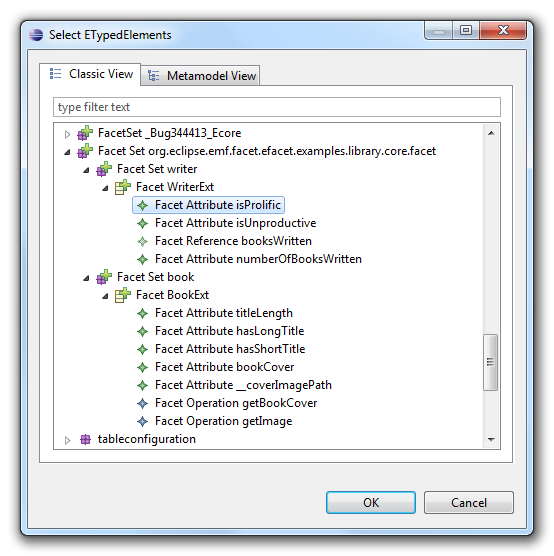 Select ETypedElements
Classic View
Metamodel View
type filter text
FacetSet _Bug344413_Ecore
Facet Set org.eclipse.emf.facet.efacet.examples.library.core.facet
Facet Set writer
Facet WriterExt
Facet Attribute isProlific
Facet Attribute isUnproductive
Facet Reference booksWritten
Facet Attribute numberOfBooksWritten
Facet Set book
Facet BookExt
Facet Attribute titleLength
Facet Attribute hasLongTitle
Facet Attribute hasShortTitle
Facet Attribute bookCover
Facet Attribute __coverImagePath
Facet Operation getBookCover
Facet Operation getImage
tableconfiguration
OK
Cancel